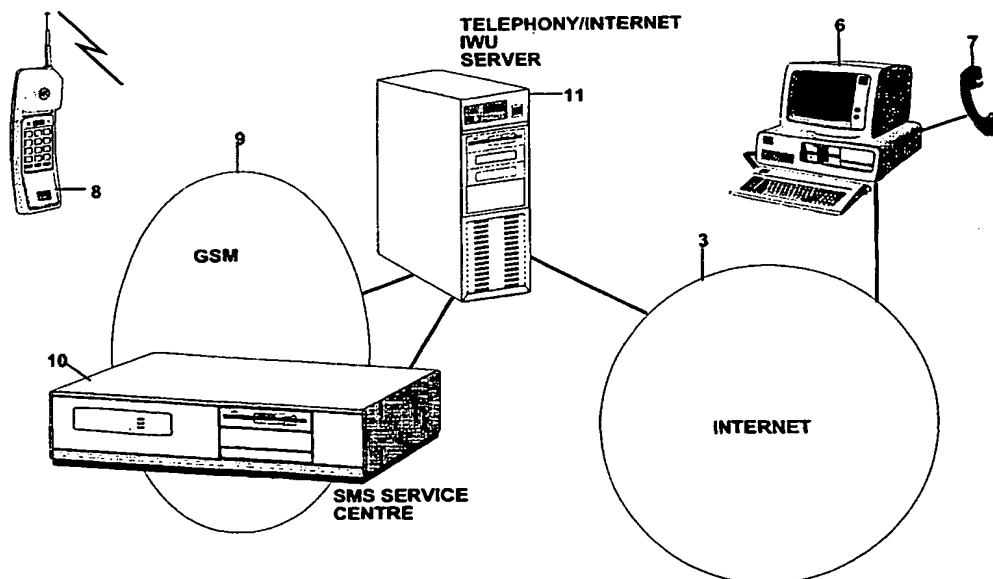 TELEPHONY/INTERNET
IWU
SERVER
6
7
11
9
8
GSM
3
10
INTERNET
SMS SERVICE
CENTRE